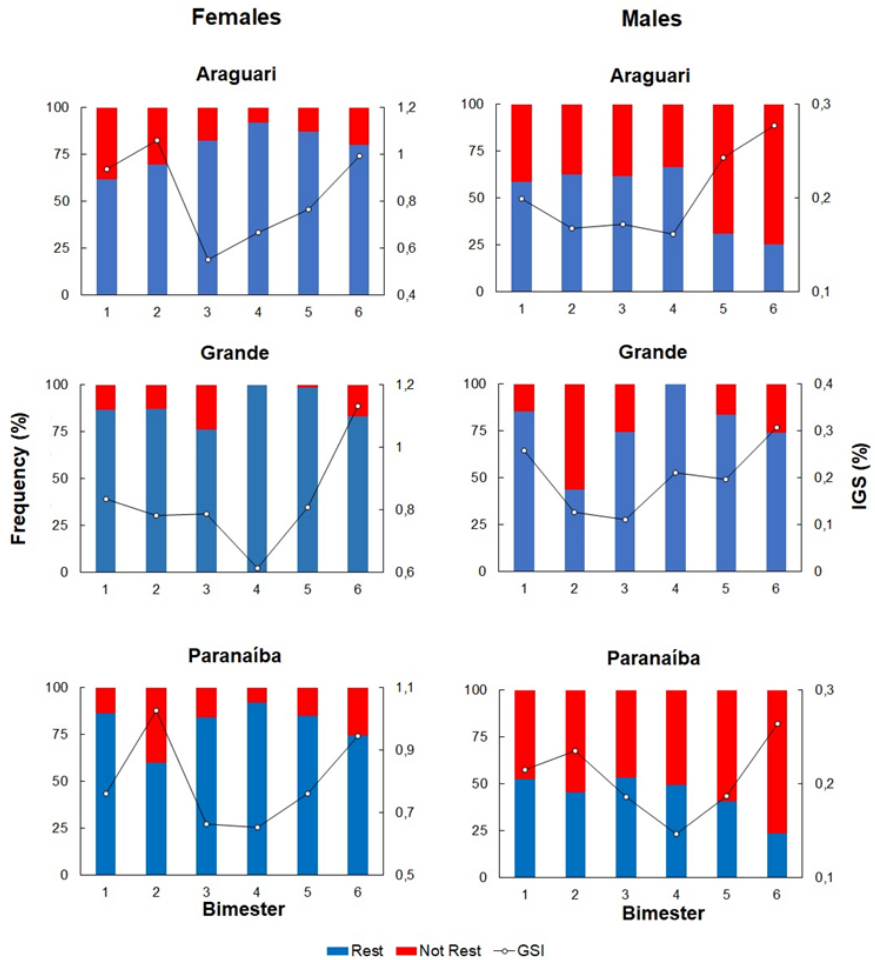 Females Males
Araguari Araguari
100 1,2 100 0,3
75 1 75
0,8 0,2
50 50
25 0,6 25
0 0,4 0 0,1
1 2 3 4 5 6 1 2 3 4 5 6
Grande Grande
100 1,2 100 0,4
75 1 75 0,3
50 50 0,2
0,8
25 25 0,1
0 0,6 0 0
1 2 3 4 5 6 1 2 3 4 5 6
Frequency (%)
IGS (%)
Paranaíba Paranaíba
100 1,1 100 0,3
75 0,9 75
50 50 0,2
0,7
25 25
0 0,5 0 0,1
1 2 3 4 5 6 1 2 3 4 5 6
Bimester Bimester
Rest Not Rest GSI